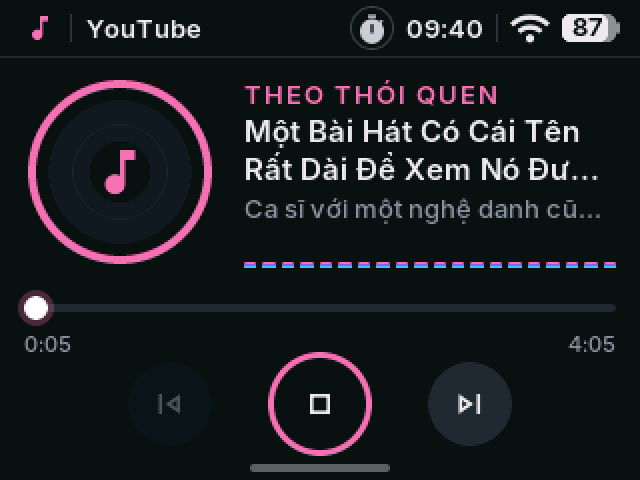 YouTube
09:40
87
THEO THÓI QUEN
Một Bài Hát Có Cái Tên
Rất Dài Để Xem Nó Đư...
Ca sĩ với một nghệ danh cũ...
0:05
4:05